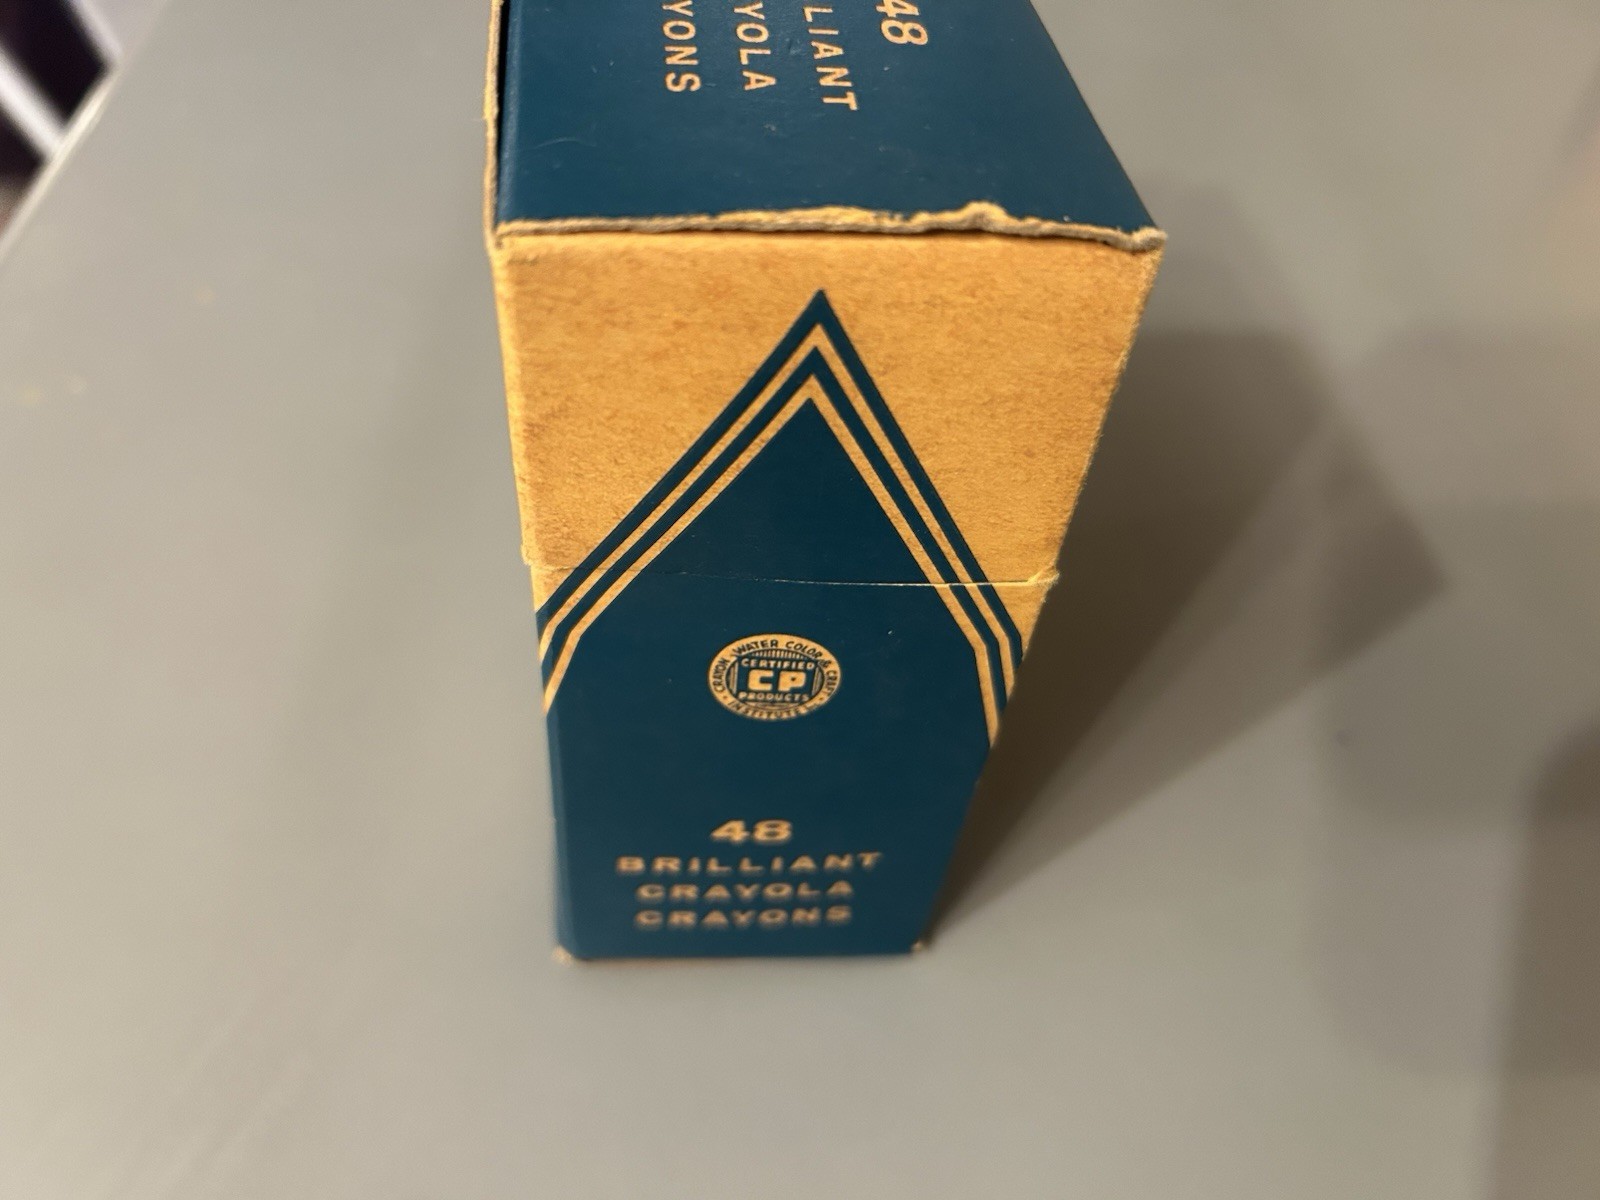 48
LIANT
YOLA
YONS
CRAYON WATER COLOR & CRAFT
INSTITUTE
CERTIFIED
CP
PRODUCTS
48
BRILLIANT
CRAYOLA
CRAYONS